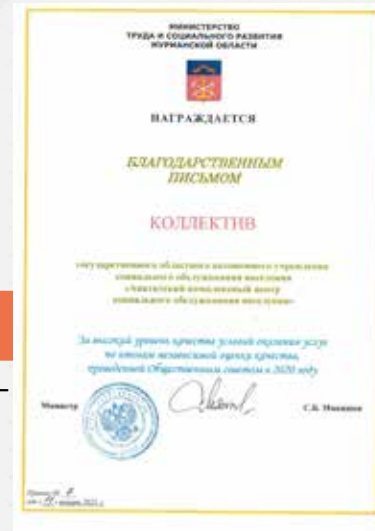 МИНИСТЕРСТВО
ТРУДА И СОЦИАЛЬНОГО РАЗВИТИЯ
МУРМАНСКОЙ ОБЛАСТИ
НАГРАЖДАЕТСЯ
БЛАГОДАРСТВЕННЫМ
ПИСЬМОМ
КОЛЛЕКТИВ
государственного областного автономного учреждения
социального обслуживания населения
комплексный центр
социального обслуживания населения»
За высокий уровень качества условий оказания услуг
по итогам независимой оценки качества,
проведенной Общественным советом в 2020 году
Министр
С.Б.